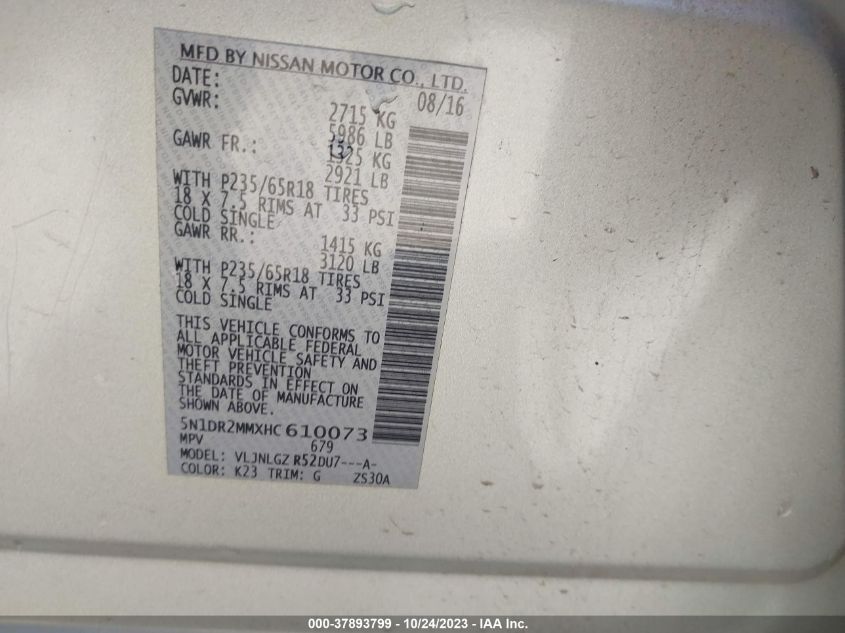 MFD BY NISSAN MOTOR CO., LTD.
DATE: 08/16
GVWR: 2715 KG
5986 LB
GAWR FR.: 1325 KG
2921 LB
WITH P235/65R18 TIRES
18 X 7.5 RIMS AT 33 PSI
COLD SINGLE
GAWR RR.: 1415 KG
3120 LB
WITH P235/65R18 TIRES
18 X 7.5 RIMS AT 33 PSI
COLD SINGLE
THIS VEHICLE CONFORMS TO
ALL APPLICABLE FEDERAL
MOTOR VEHICLE SAFETY AND
THEFT PREVENTION
STANDARDS IN EFFECT ON
THE DATE OF MANUFACTURE
SHOWN ABOVE.
5N1DR2MMXHC 610073
MPV 679
MODEL: VLJNLGZ R52DU7---A-
COLOR: K23 TRIM: G ZS30A
000-37893799 - 10/24/2023 - IAA Inc.